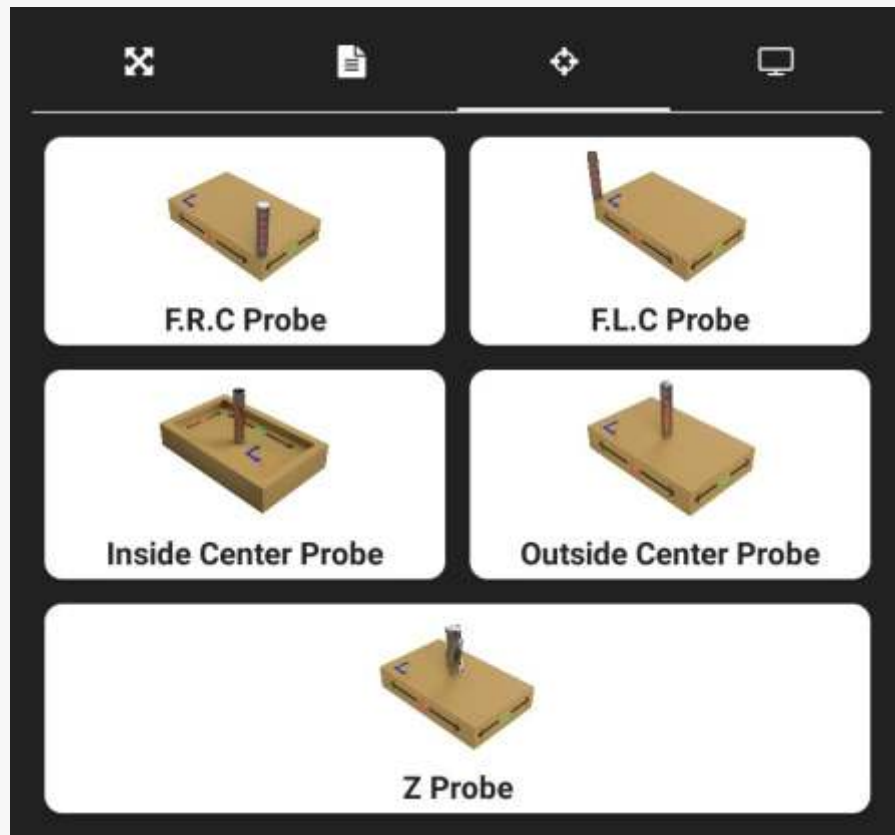 F.R.C Probe
F.L.C Probe
Inside Center Probe
Outside Center Probe
Z Probe